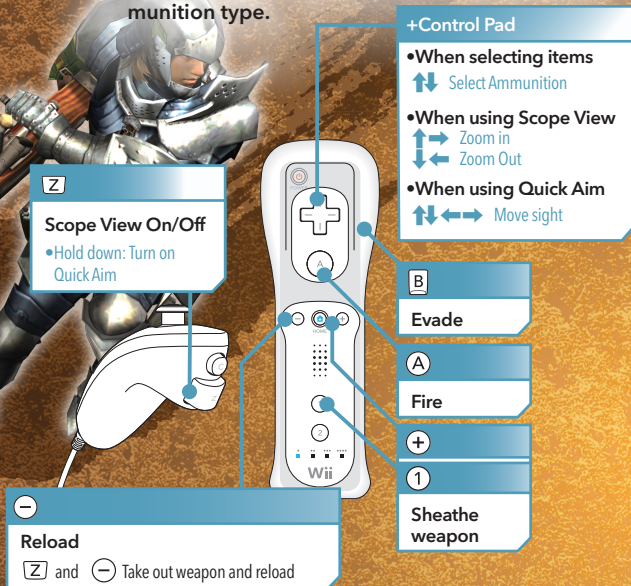 munition type.
+Control Pad
•When selecting items
⬆⬇ Select Ammunition
•When using Scope View
⬆➡ Zoom in
⬇⬅ Zoom Out
•When using Quick Aim
⬆⬇⬅➡ Move sight
Z
Scope View On/Off
•Hold down: Turn on
Quick Aim
B
Evade
A
Fire
+
1
Sheathe
weapon
−
Reload
Z and − Take out weapon and reload
A
HOME
2
Wii
C
Z